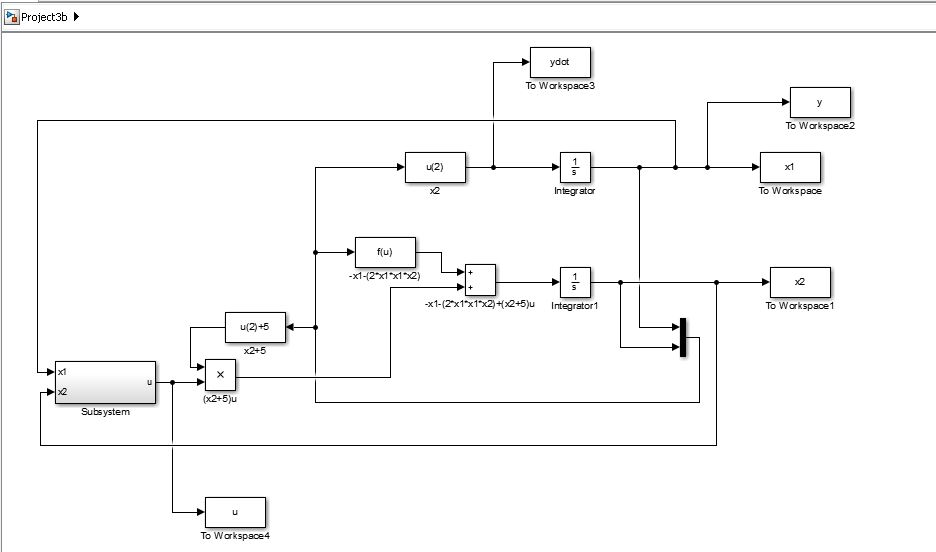 Project3b
ydot
To Workspace3
y
To Workspace2
u(2)
x2
1
s
Integrator
x1
To Workspace
f(u)
-x1-(2*x1*x1*x2)
+
+
-x1-(2*x1*x1*x2)+(x2+5)u
1
s
Integrator1
x2
To Workspace1
u(2)+5
x2+5
x1
x2
u
Subsystem
×
(x2+5)u
u
To Workspace4